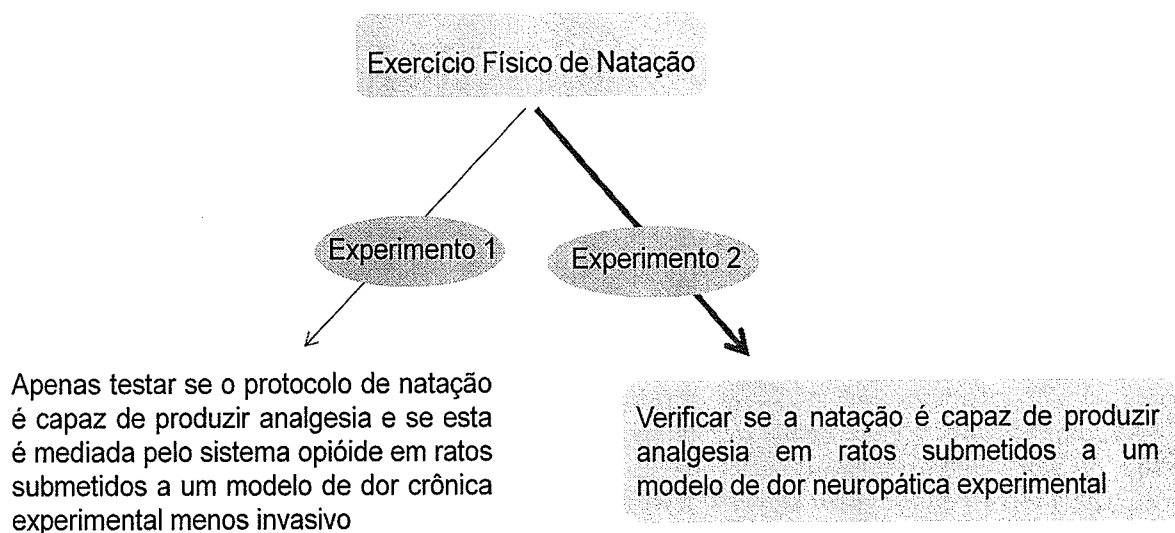 Exercício Físico de Natação
Experimento 1
Experimento 2
Apenas testar se o protocolo de natação
é capaz de produzir analgesia e se esta
é mediada pelo sistema opióide em ratos
submetidos a um modelo de dor crônica
experimental menos invasivo
Verificar se a natação é capaz de produzir
analgesia em ratos submetidos a um
modelo de dor neuropática experimental